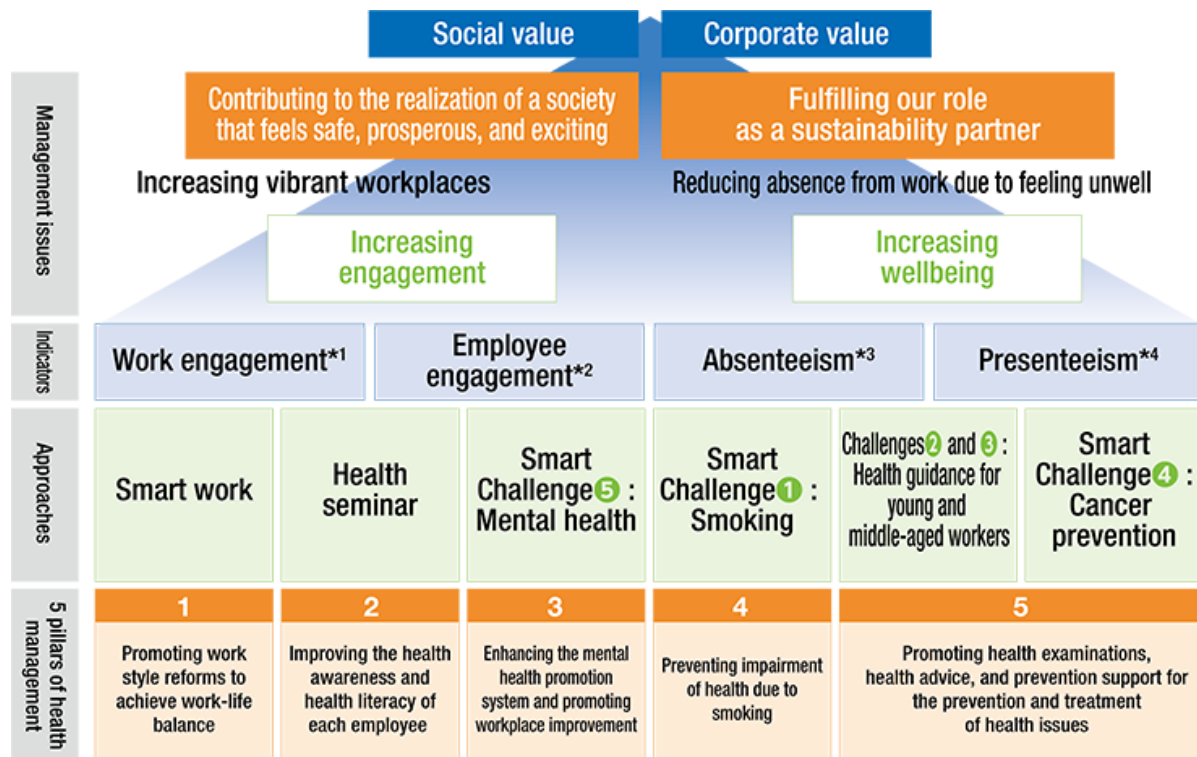 Social value
Corporate value
Management issues
Contributing to the realization of a society
that feels safe, prosperous, and exciting
Fulfilling our role
as a sustainability partner
Increasing vibrant workplaces
Reducing absence from work due to feeling unwell
Increasing
engagement
Increasing
wellbeing
Indicators
Work engagement*1
Employee
engagement*2
Absenteeism*3
Presenteeism*4
Approaches
Smart work
Health
seminar
Smart
Challenge❺ :
Mental health
Smart
Challenge❶ :
Smoking
Challenges❷ and ❸ :
Health guidance for
young and
middle-aged workers
Smart
Challenge❹ :
Cancer
prevention
5 pillars of health
management
1
Promoting work
style reforms to
achieve work-life
balance
2
Improving the health
awareness and
health literacy of
each employee
3
Enhancing the mental
health promotion
system and promoting
workplace improvement
4
Preventing impairment
of health due to
smoking
5
Promoting health examinations,
health advice, and prevention support for
the prevention and treatment
of health issues